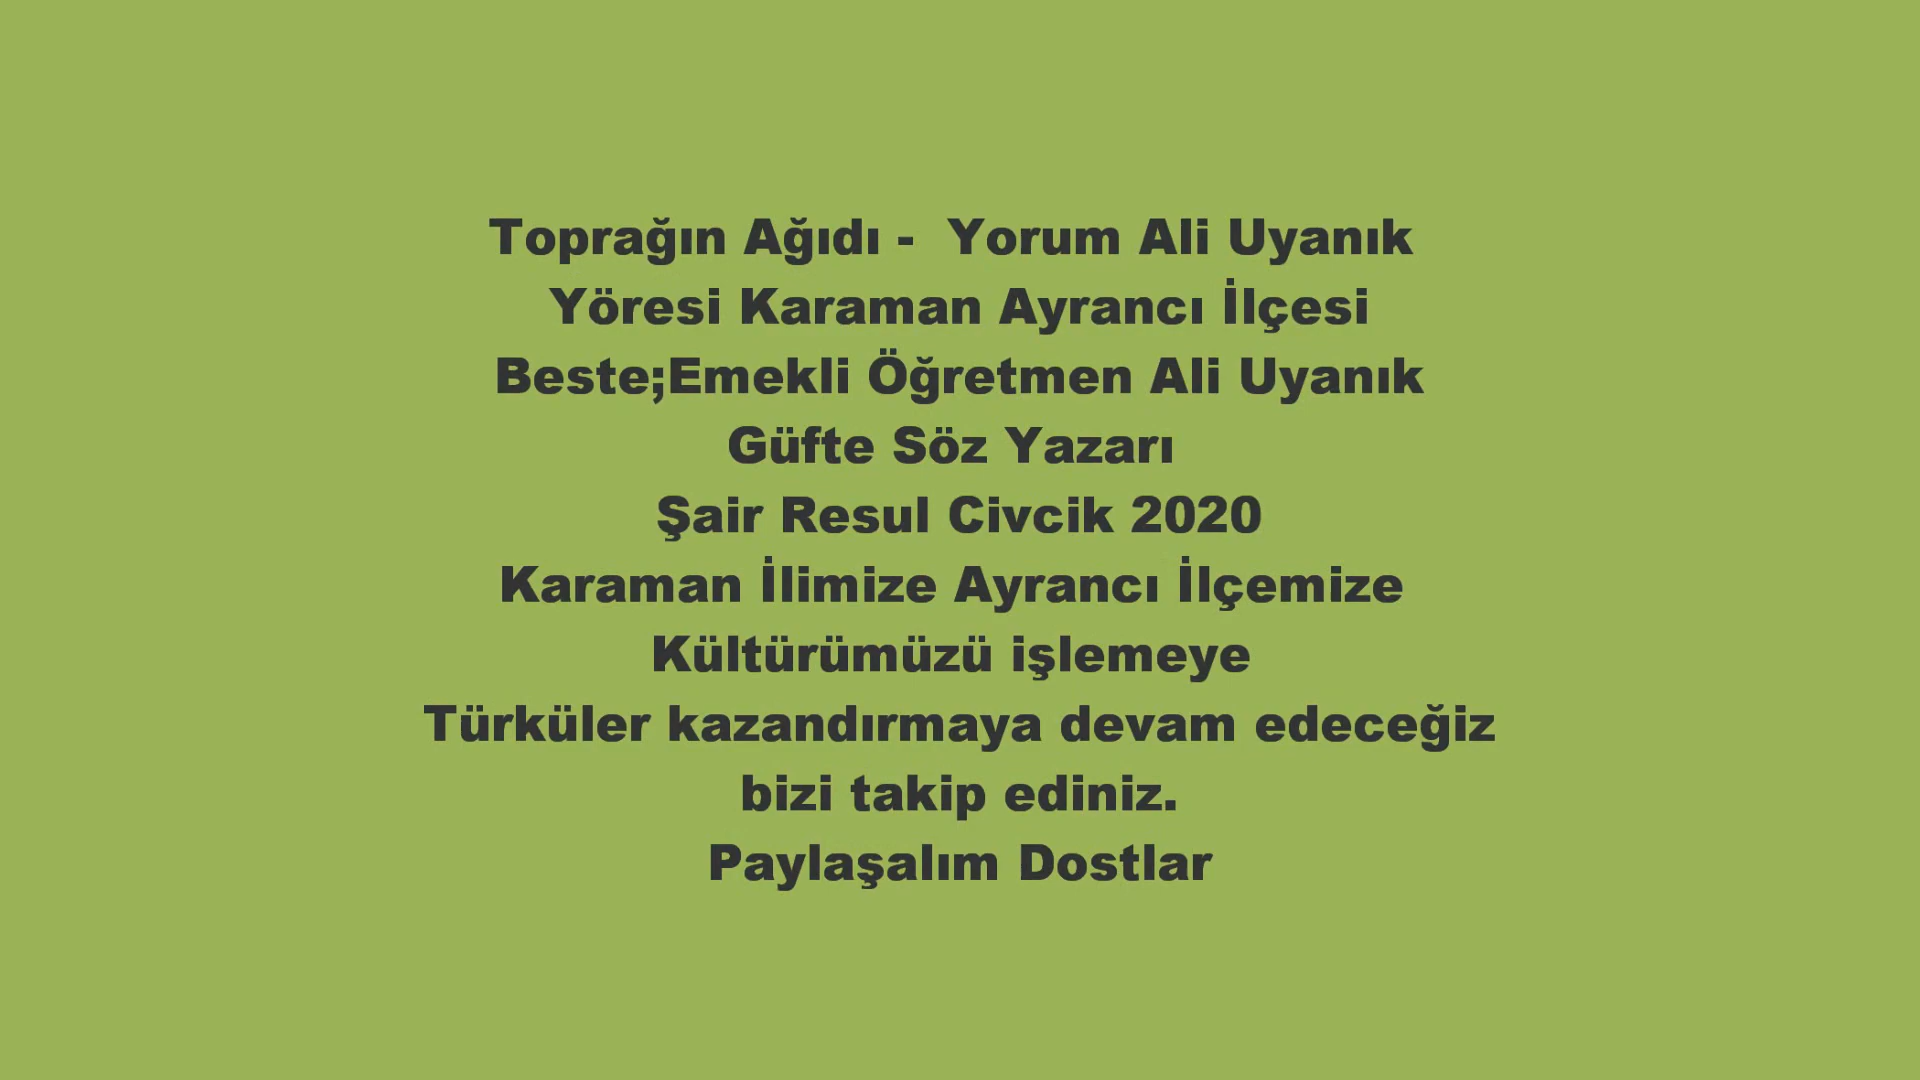 Toprağın Ağıdı -  Yorum Ali Uyanık
Yöresi Karaman Ayrancı İlçesi
Beste;Emekli Öğretmen Ali Uyanık
Güfte Söz Yazarı
Şair Resul Civcik 2020
Karaman İlimize Ayrancı İlçemize
Kültürümüzü işlemeye
Türküler kazandırmaya devam edeceğiz
bizi takip ediniz.
Paylaşalım Dostlar